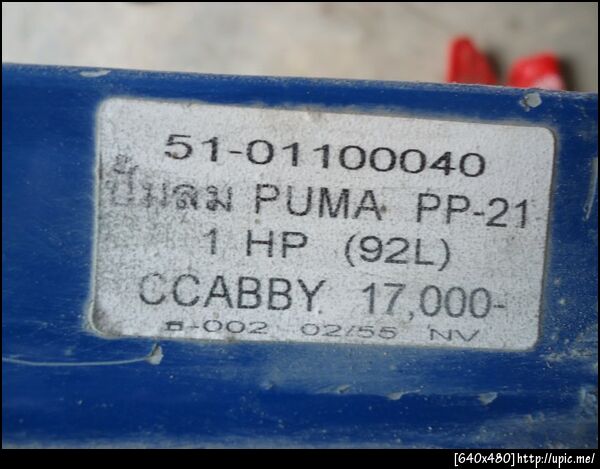 51-01100040
ปั๊มลม PUMA PP-21
1 HP (92L)
CCABBY. 17,000-
ธ-002 02/55 NV
[640x480]http://upic.me/